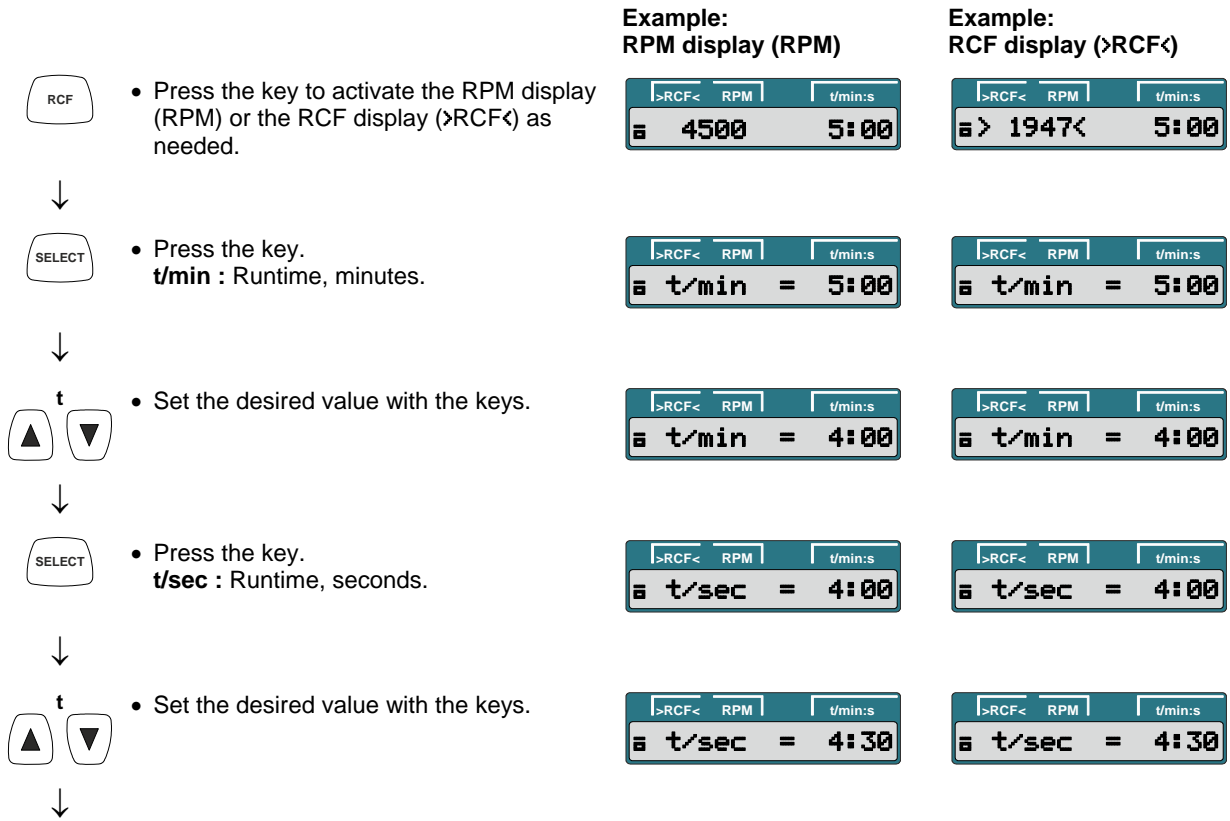 Example:
RPM display (RPM)
Example:
RCF display (>RCF<)
RCF
• Press the key to activate the RPM display
(RPM) or the RCF display (>RCF<) as
needed.
>RCF< RPM t/min:s
4500 5:00
>RCF< RPM t/min:s
> 1947< 5:00
↓
SELECT
• Press the key.
t/min : Runtime, minutes.
>RCF< RPM t/min:s
t/min = 5:00
>RCF< RPM t/min:s
t/min = 5:00
↓
t
▲ ▼
• Set the desired value with the keys.
>RCF< RPM t/min:s
t/min = 4:00
>RCF< RPM t/min:s
t/min = 4:00
↓
SELECT
• Press the key.
t/sec : Runtime, seconds.
>RCF< RPM t/min:s
t/sec = 4:00
>RCF< RPM t/min:s
t/sec = 4:00
↓
t
▲ ▼
• Set the desired value with the keys.
>RCF< RPM t/min:s
t/sec = 4:30
>RCF< RPM t/min:s
t/sec = 4:30
↓